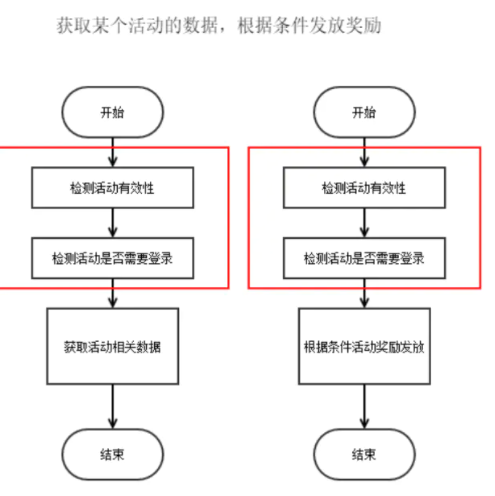 获取某个活动的数据，根据条件发放奖励
开始
检测活动有效性
检测活动是否需要登录
获取活动相关数据
结束
开始
检测活动有效性
检测活动是否需要登录
根据条件活动奖励发放
结束